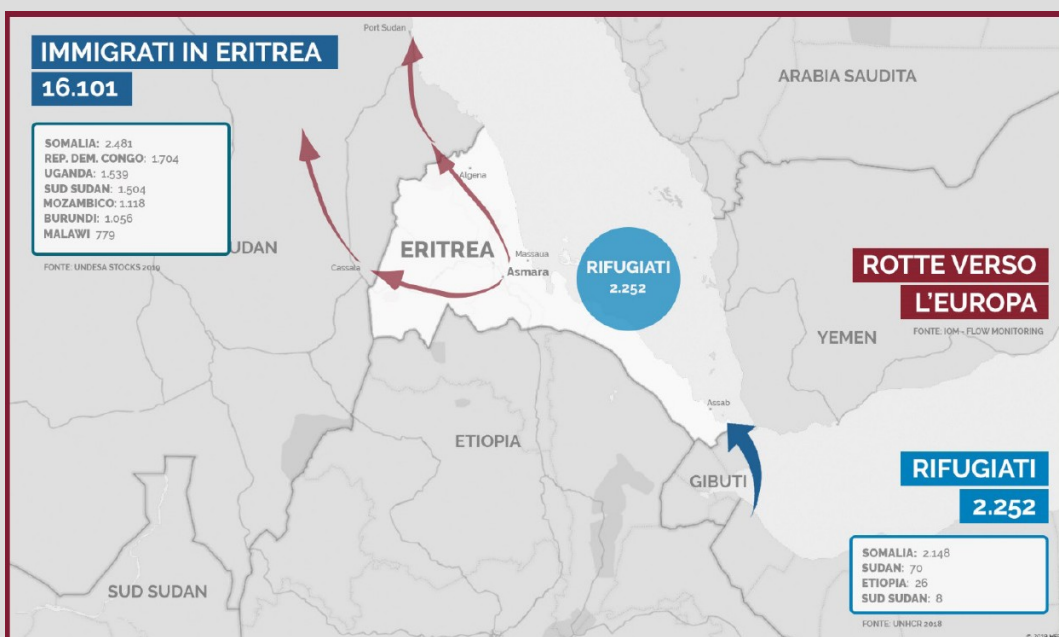 Port Sudan
IMMIGRATI IN ERITREA
16.101
ARABIA SAUDITA
SOMALIA: 2.481
REP. DEM. CONGO: 1.704
UGANDA: 1.539
SUD SUDAN: 1.504
MOZAMBICO: 1.118
BURUNDI: 1.056
MALAWI 779
FONTE: UNDESA STOCKS 2019
UDAN
Algena
ERITREA
Massaua
Asmara
Cassala
RIFUGIATI
2.252
ROTTE VERSO
L'EUROPA
FONTE: IOM - FLOW MONITORING
YEMEN
Assab
ETIOPIA
GIBUTI
RIFUGIATI
2.252
SOMALIA: 2.148
SUDAN: 70
ETIOPIA: 26
SUD SUDAN: 8
FONTE: UNHCR 2018
SUD SUDAN